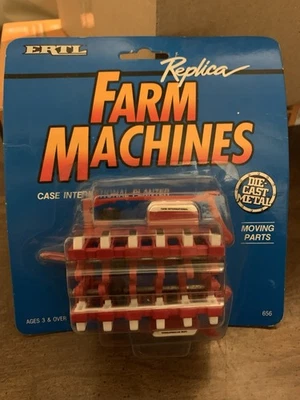 ERTL
Replica
FARM
MACHINES
CASE INTERNATIONAL PLANTER
DIE-
CAST
METAL
MOVING
PARTS
AGES 3 & OVER
656